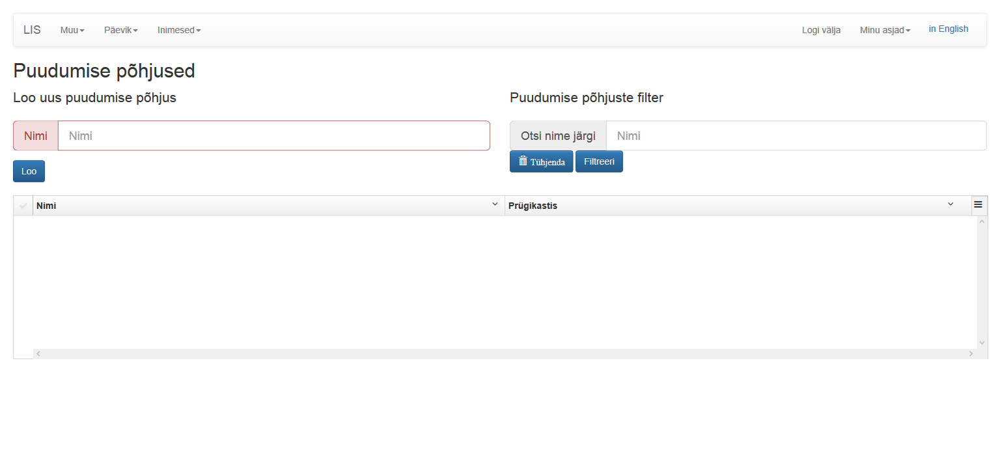 LIS Muu Päevik Inimesed Logi välja Minu asjad in English
Puudumise põhjused
Loo uus puudumise põhjus
Nimi Nimi
Loo
Puudumise põhjuste filter
Otsi nime järgi Nimi
Tühjenda Filtreeri
Nimi Prügikastis